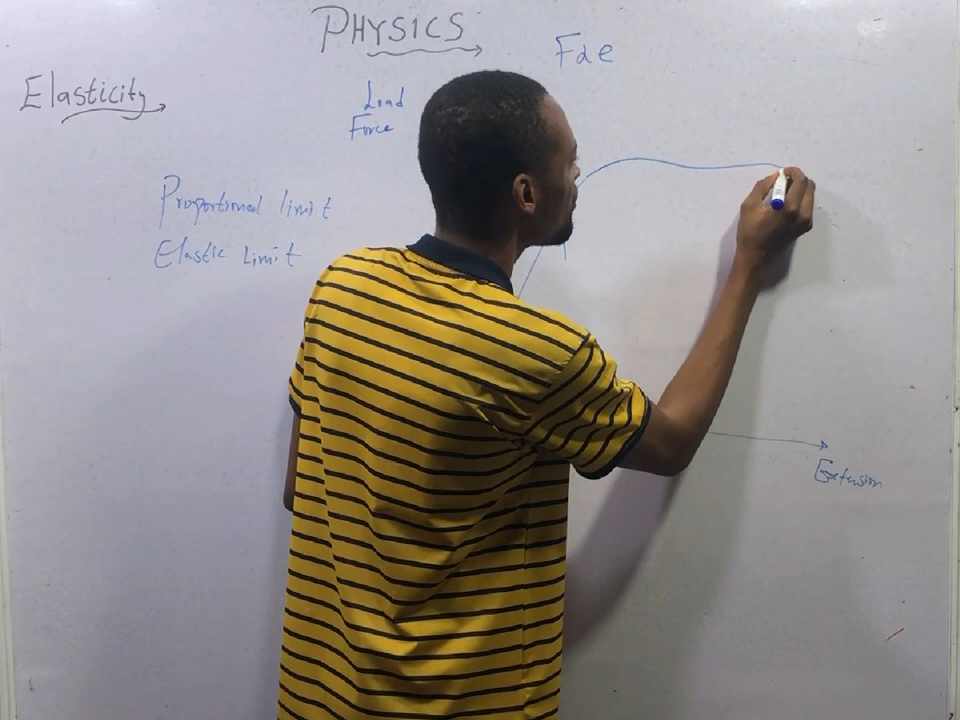 PHYSICS
F α e
Elasticity
Load
Force
Proportional limit
Elastic Limit
Extension